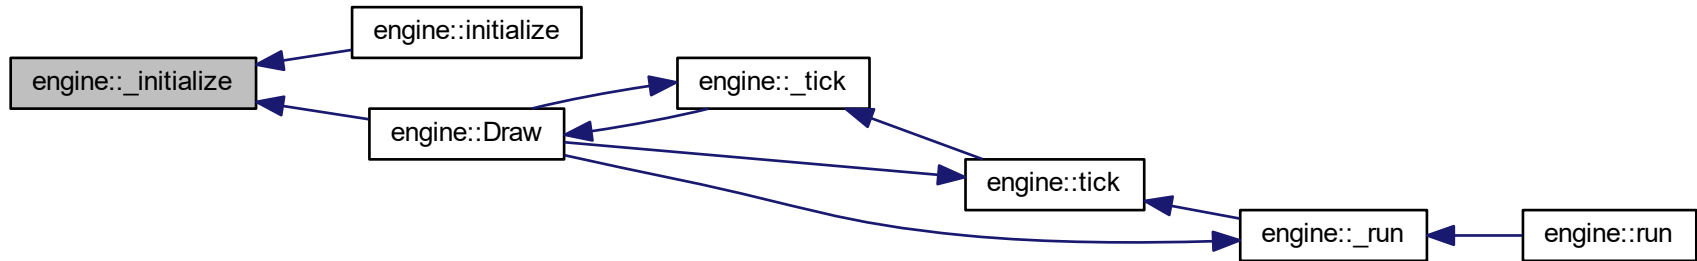 engine::initialize
engine::_initialize
engine::_tick
engine::Draw
engine::tick
engine::_run
engine::run